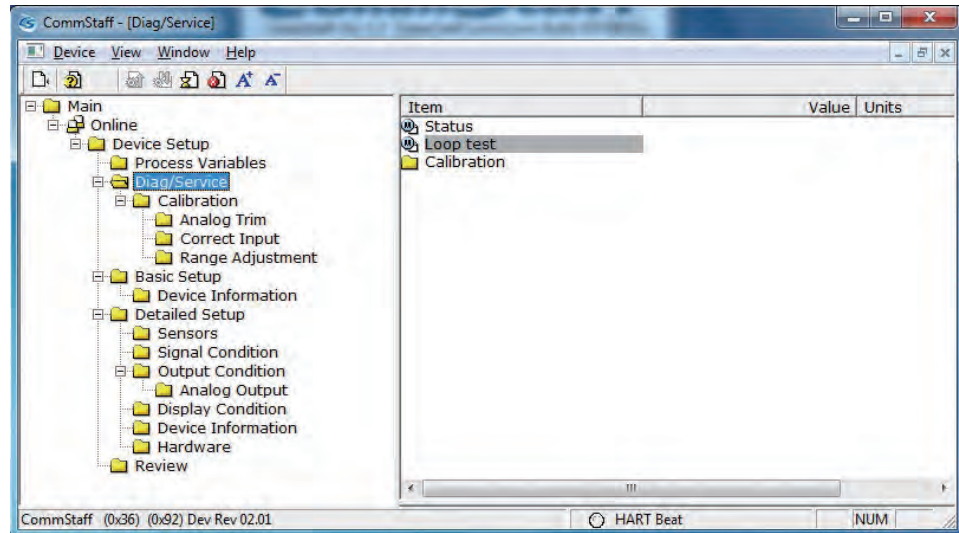 CommStaff - [Diag/Service]
Device View Window Help
A+ A-
Main
Online
Device Setup
Process Variables
Diag/Service
Calibration
Analog Trim
Correct Input
Range Adjustment
Basic Setup
Device Information
Detailed Setup
Sensors
Signal Condition
Output Condition
Analog Output
Display Condition
Device Information
Hardware
Review
Item Value Units
Status
Loop test
Calibration
CommStaff (0x36) (0x92) Dev Rev 02.01 HART Beat NUM